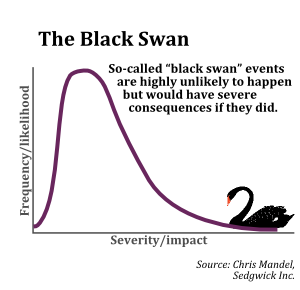 The Black Swan
So-called “black swan” events
are highly unlikely to happen
but would have severe
consequences if they did.
Frequency/likelihood
Severity/impact
Source: Chris Mandel,
Sedgwick Inc.